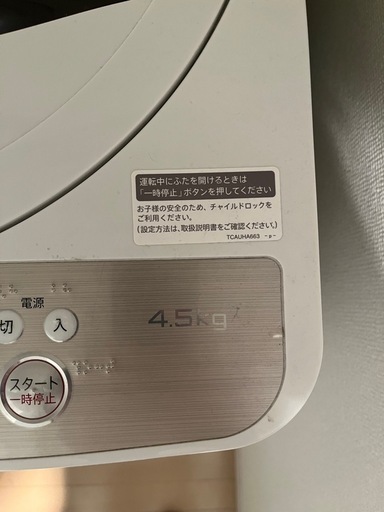 運転中にふたを開けるときは
「一時停止」ボタンを押してください
お子様の安全のため、チャイルドロックを
ご利用ください。
(設定方法は、取扱説明書をご確認ください。)
TCAUHA663 -P-
電源
切 入
4.5kg
スタート
一時停止